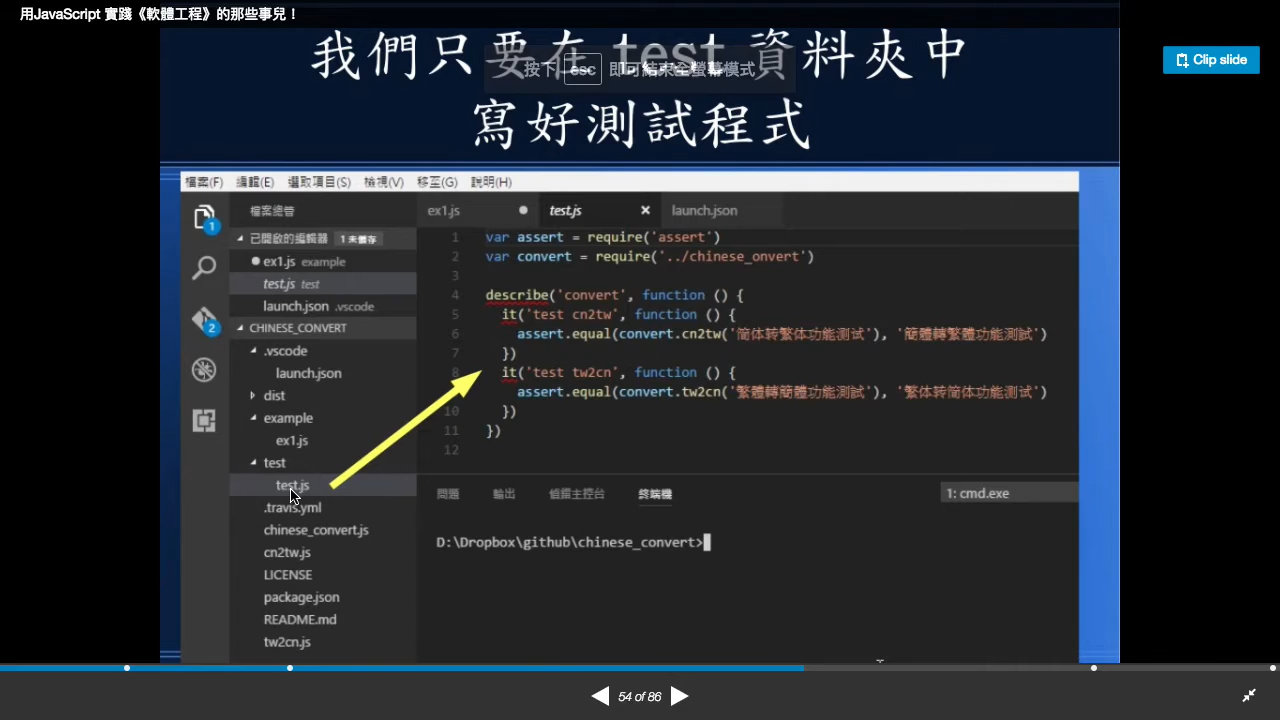 用JavaScript 實踐《軟體工程》的那些事兒！
Clip slide
我們只要在 test 資料夾中
按下 esc 即可結束全螢幕模式
寫好測試程式
檔案(F) 編輯(E) 選取項目(S) 檢視(V) 移至(G) 說明(H)
檔案總管
ex1.js
test.js
launch.json
已開啟的編輯器 1 未儲存
ex1.js example
test.js test
launch.json .vscode
CHINESE_CONVERT
.vscode
launch.json
dist
example
ex1.js
test
test.js
.travis.yml
chinese_convert.js
cn2tw.js
LICENSE
package.json
README.md
tw2cn.js
1
2
1 var assert = require('assert')
2 var convert = require('../chinese_onvert')
3
4 describe('convert', function () {
5 it('test cn2tw', function () {
6 assert.equal(convert.cn2tw('简体转繁体功能测试'), '簡體轉繁體功能測試')
7 })
8 it('test tw2cn', function () {
assert.equal(convert.tw2cn('繁體轉簡體功能測試'), '繁体转简体功能测试')
10 })
11 })
12
問題 輸出 偵錯主控台 終端機
1: cmd.exe
D:\Dropbox\github\chinese_convert>
54 of 86